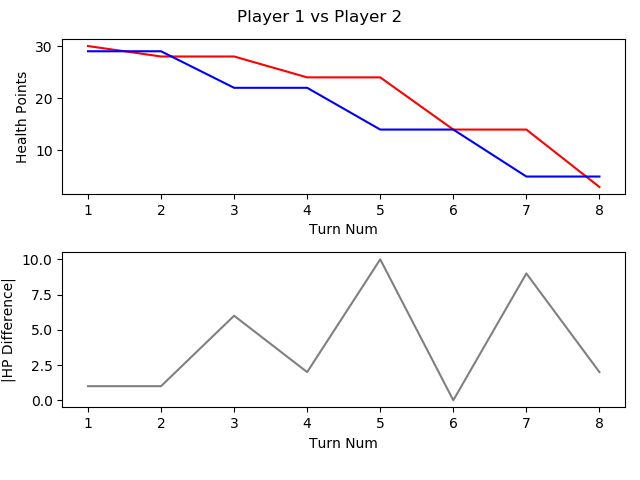 Player 1 vs Player 2
30
20
10
Health Points
1 2 3 4 5 6 7 8
Turn Num
10.0
7.5
5.0
2.5
0.0
|HP Difference|
1 2 3 4 5 6 7 8
Turn Num